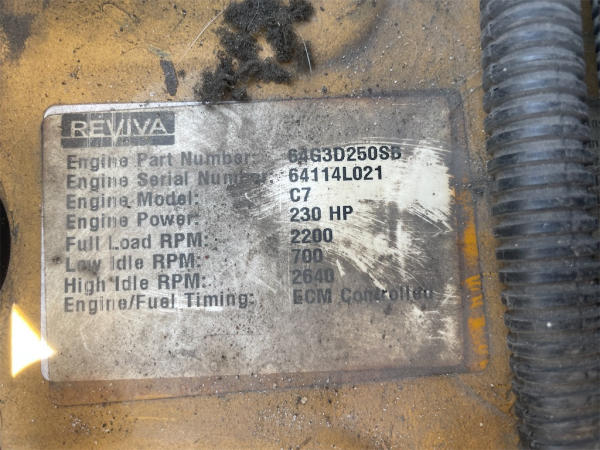 REVIVA
Engine Part Number: 64G3D250SB
Engine Serial Number: 64114L021
Engine Model: C7
Engine Power: 230 HP
Full Load RPM: 2200
Low Idle RPM: 700
High Idle RPM: 2640
Engine/Fuel Timing: ECM Controlled